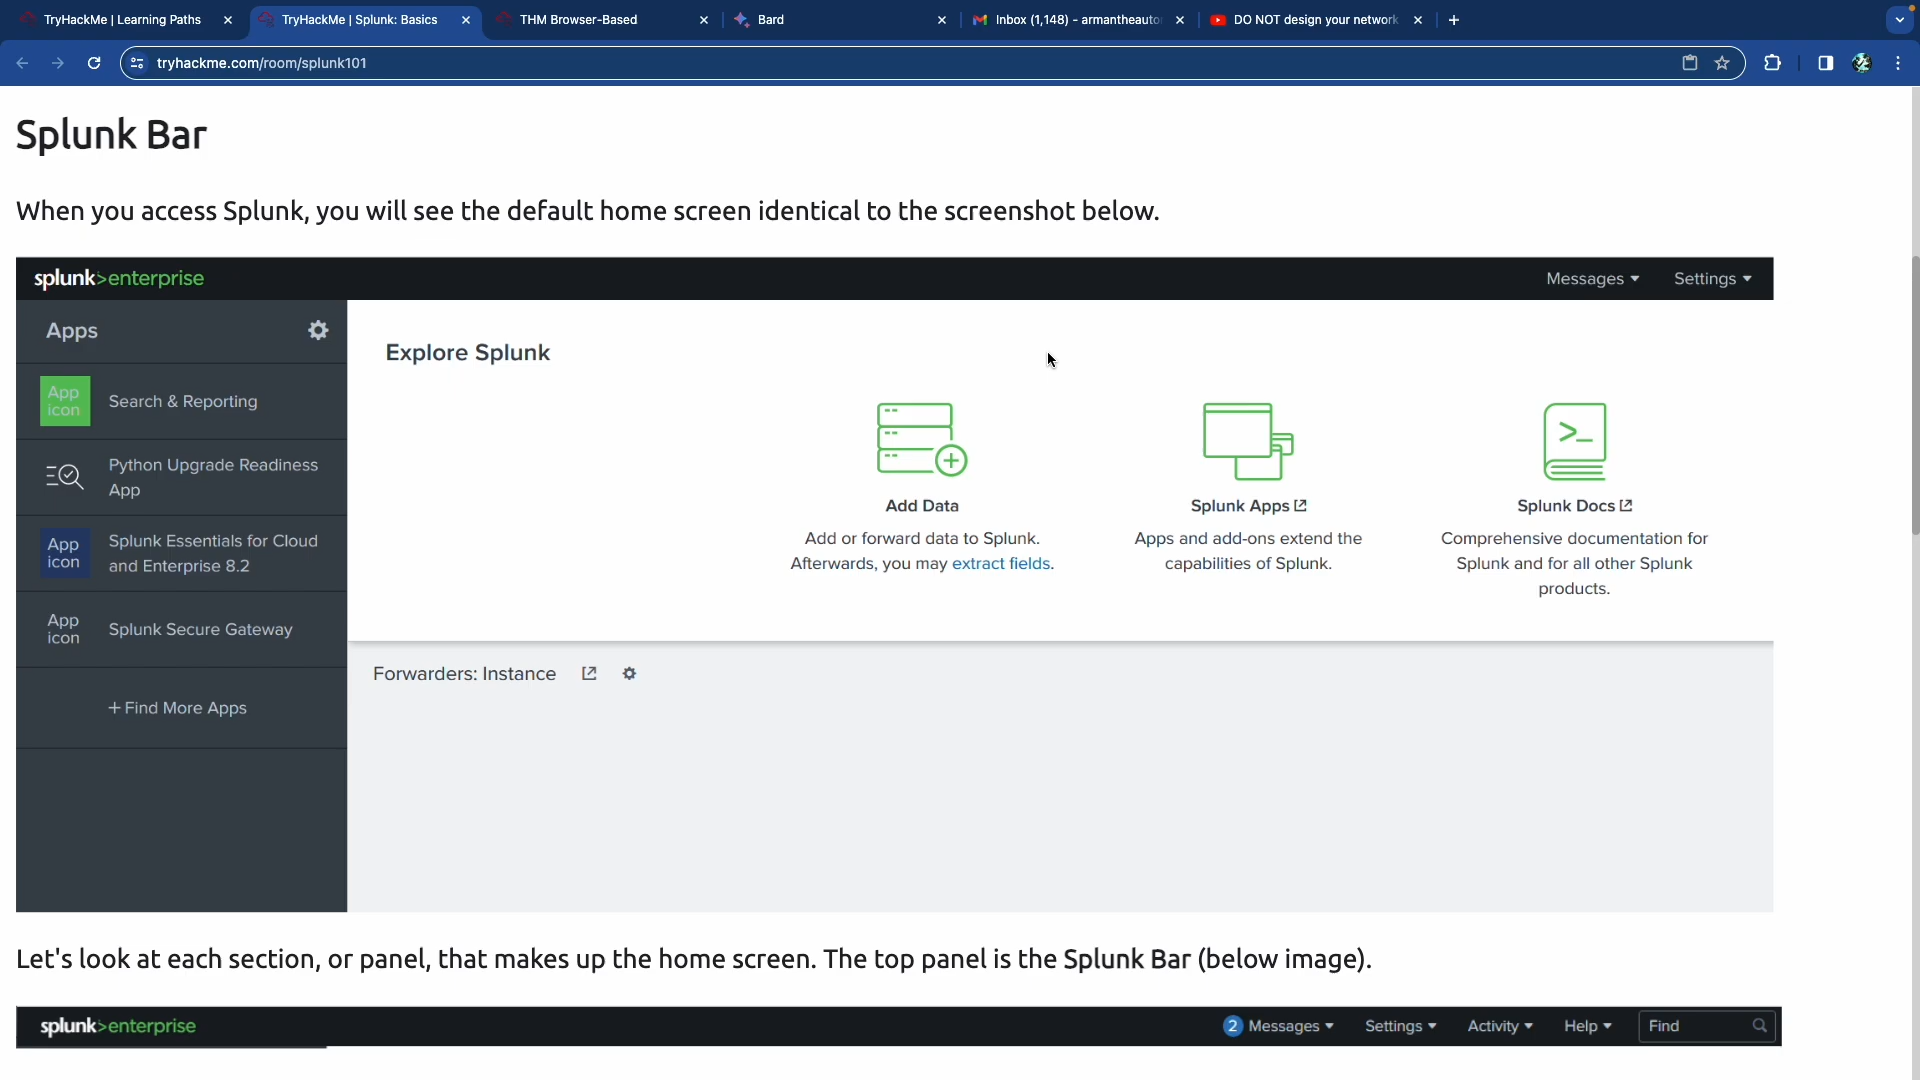 TryHackMe | Learning Paths
TryHackMe | Splunk: Basics
THM Browser-Based
Bard
Inbox (1,148) - armantheauto
DO NOT design your network
tryhackme.com/room/splunk101
Splunk Bar
When you access Splunk, you will see the default home screen identical to the screenshot below.
splunk>enterprise
Messages
Settings
Apps
Explore Splunk
App
icon
Search & Reporting
Python Upgrade Readiness
App
App
icon
Splunk Essentials for Cloud
and Enterprise 8.2
App
icon
Splunk Secure Gateway
+ Find More Apps
Add Data
Add or forward data to Splunk.
Afterwards, you may extract fields.
Splunk Apps
Apps and add-ons extend the
capabilities of Splunk.
>_
Splunk Docs
Comprehensive documentation for
Splunk and for all other Splunk
products.
Forwarders: Instance
Let's look at each section, or panel, that makes up the home screen. The top panel is the Splunk Bar (below image).
splunk>enterprise
2 Messages
Settings
Activity
Help
Find